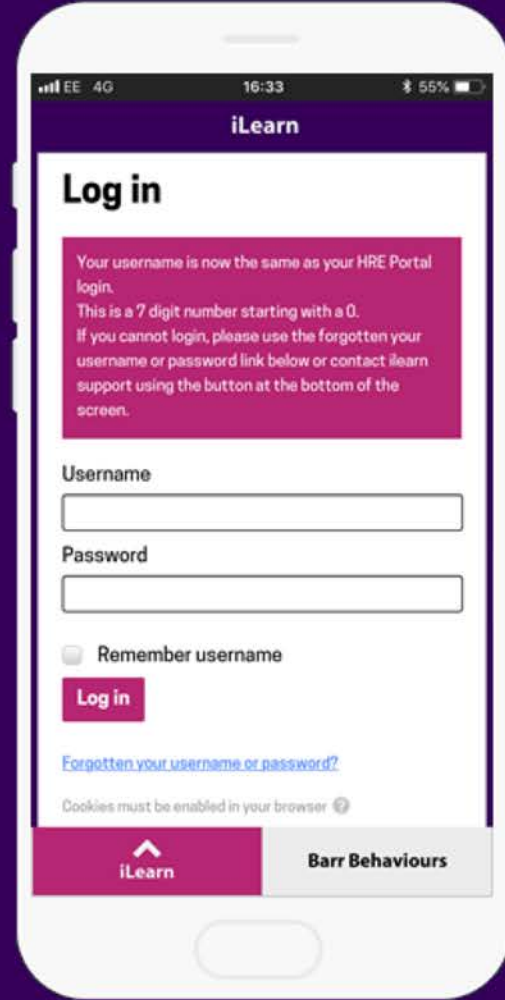 EE 4G 16:33 55%
iLearn
Log in
Your username is now the same as your HRE Portal
login.
This is a 7 digit number starting with a 0.
If you cannot login, please use the forgotten your
username or password link below or contact ilearn
support using the button at the bottom of the
screen.
Username
Password
Remember username
Log in
Forgotten your username or password?
Cookies must be enabled in your browser ?
iLearn Barr Behaviours